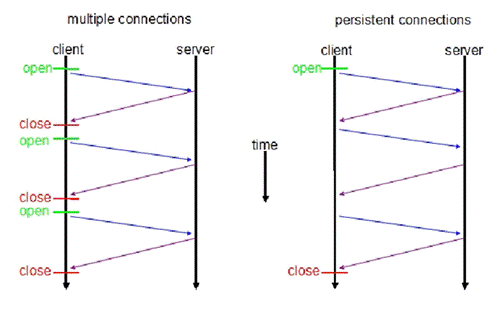 multiple connections
client server
open
close
open
close
open
close
time
persistent connections
client server
open
close